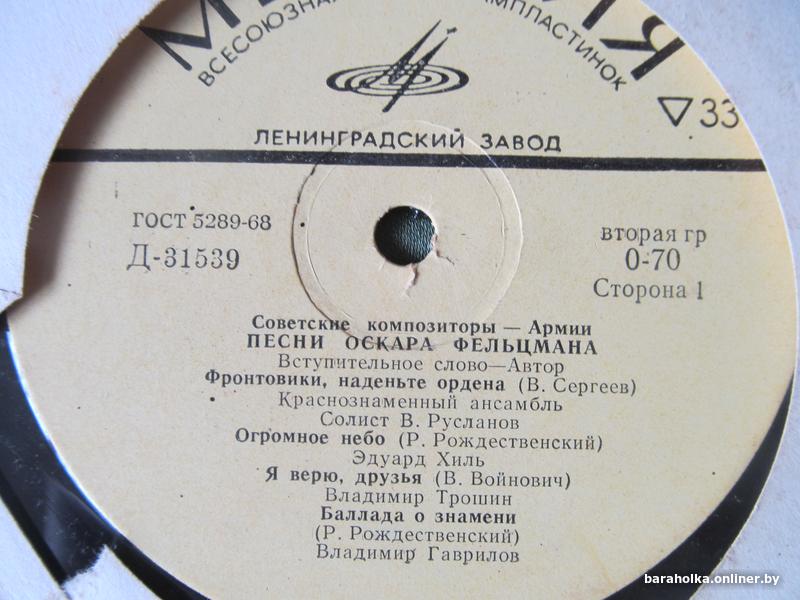 ВСЕСОЮЗНА
АМПЛАСТИНОК
ЛЕНИНГРАДСКИЙ ЗАВОД
▽33
ГОСТ 5289-68
Д-31539
вторая гр
0-70
Сторона 1
Советские композиторы — Армии
ПЕСНИ ОСКАРА ФЕЛЬЦМАНА
Вступительное слово—Автор
Фронтовики, наденьте ордена (В. Сергеев)
Краснознаменный ансамбль
Солист В. Русланов
Огромное небо (Р. Рождественский)
Эдуард Хиль
Я верю, друзья (В. Войнович)
Владимир Трошин
Баллада о знамени
(Р. Рождественский)
Владимир Гаврилов
baraholka.onliner.by